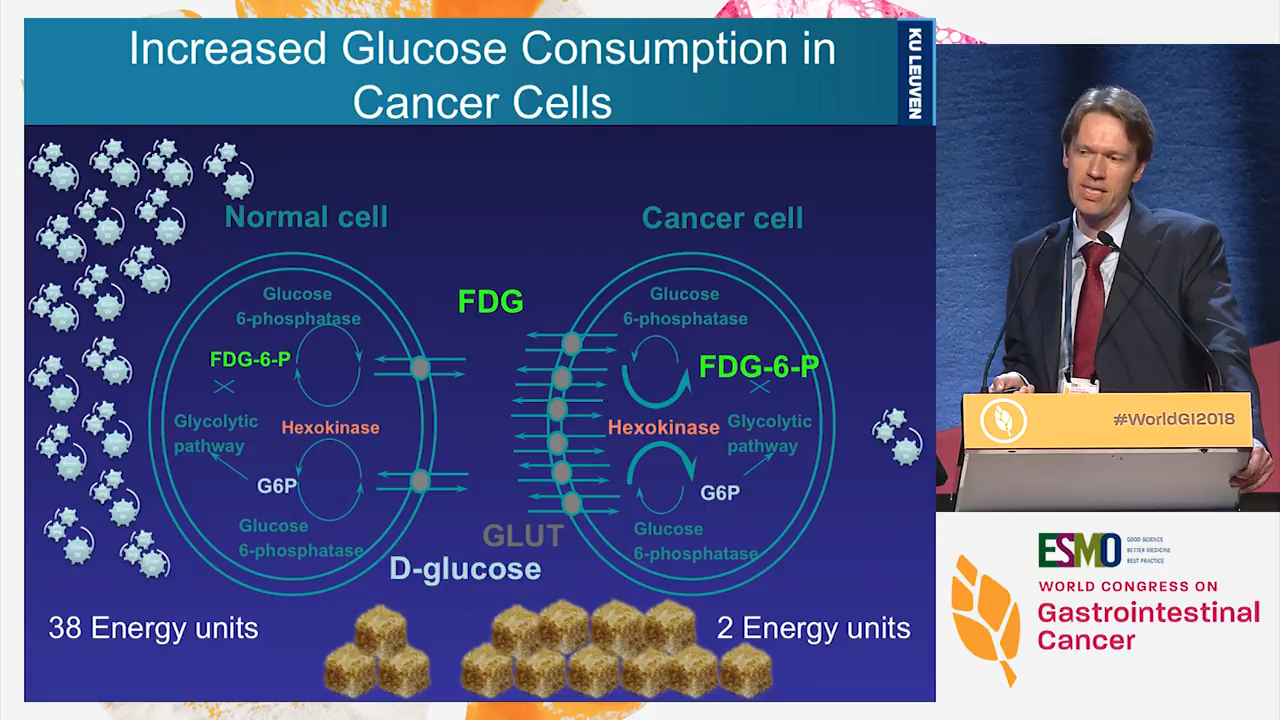 Increased Glucose Consumption in
Cancer Cells
KU LEUVEN
Normal cell
Cancer cell
FDG
Glucose
6-phosphatase
FDG-6-P
Glycolytic
pathway
Hexokinase
G6P
Glucose
6-phosphatase
Glucose
6-phosphatase
FDG-6-P
Hexokinase
Glycolytic
pathway
G6P
Glucose
6-phosphatase
GLUT
D-glucose
38 Energy units
2 Energy units
#WorldGI2018
ESMO
GOOD SCIENCE
BETTER MEDICINE
BEST PRACTICE
WORLD CONGRESS ON
Gastrointestinal
Cancer